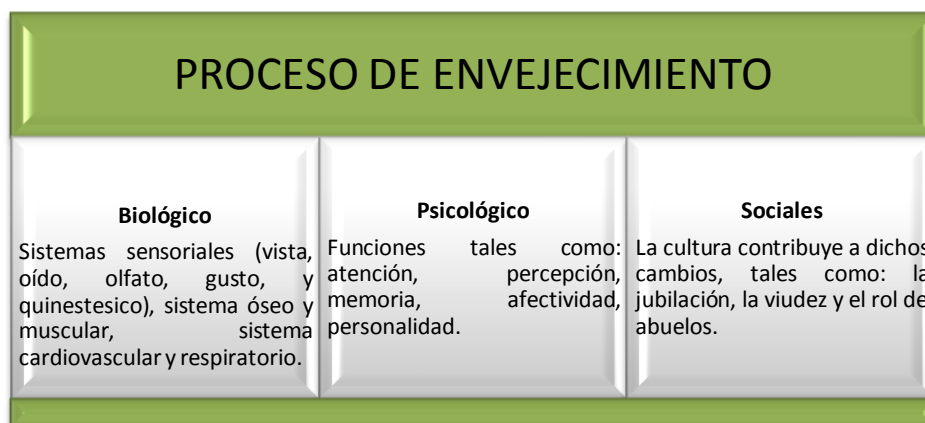 PROCESO DE ENVEJECIMIENTO
Biológico
Sistemas sensoriales (vista,
oído, olfato, gusto, y
quinestesico), sistema óseo y
muscular, sistema
cardiovascular y respiratorio.
Psicológico
Funciones tales como:
atención, percepción,
memoria, afectividad,
personalidad.
Sociales
La cultura contribuye a dichos
cambios, tales como: la
jubilación, la viudez y el rol de
abuelos.